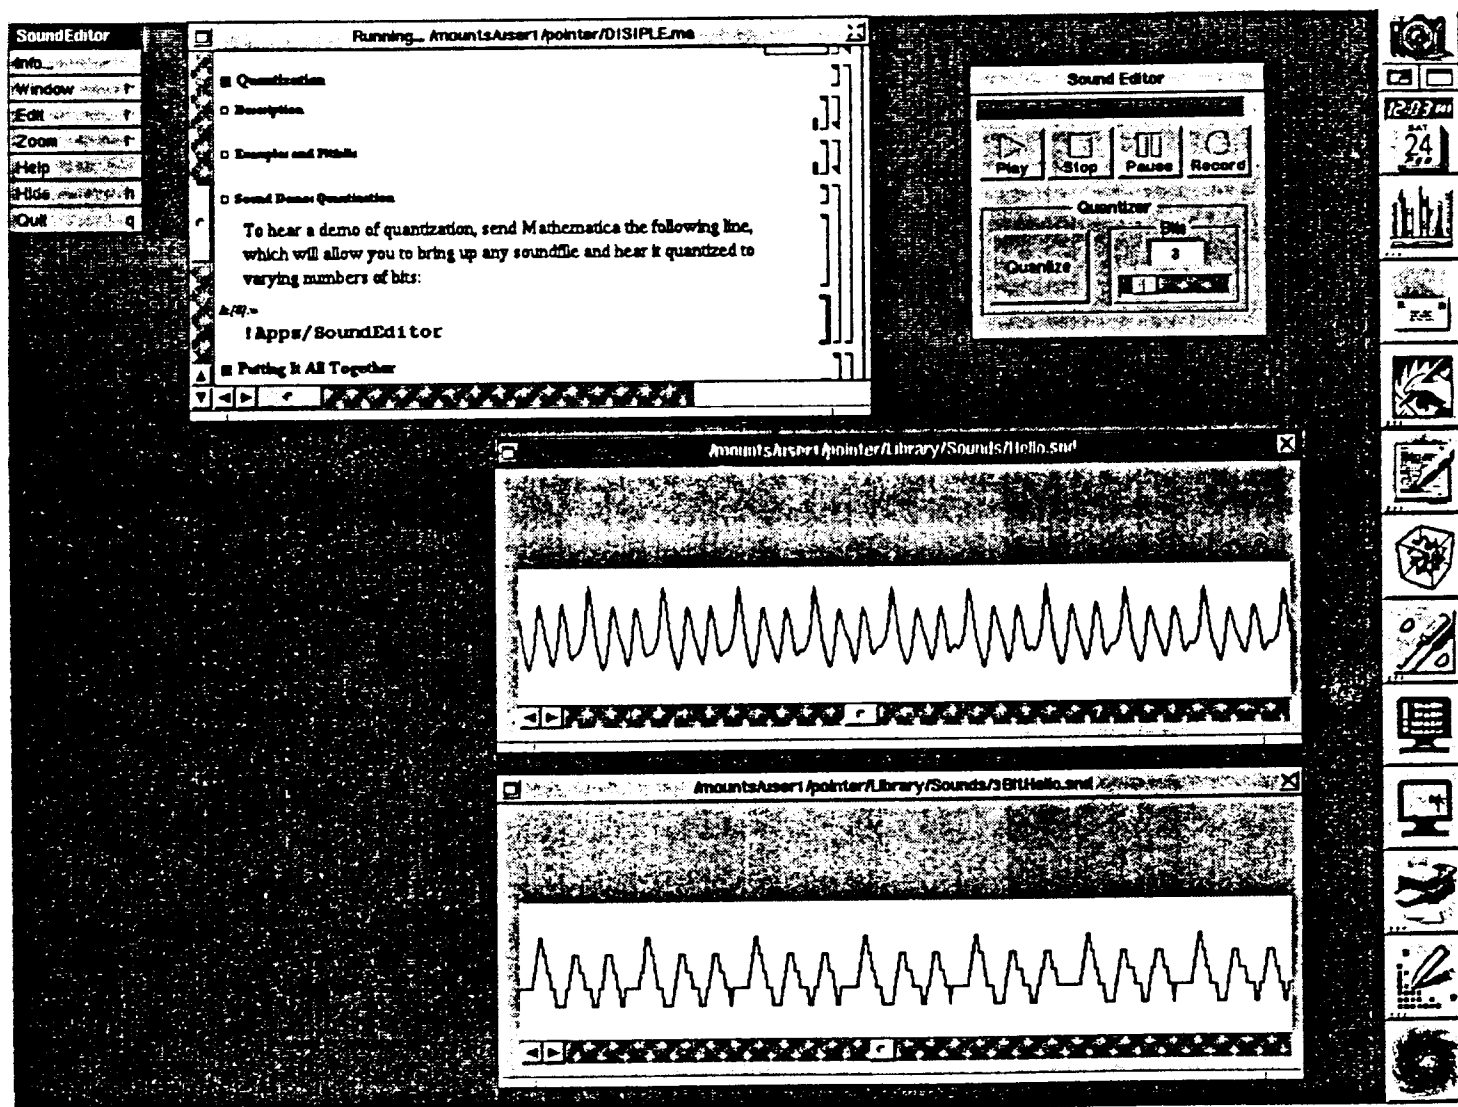 SoundEditor
Info...
Window
Edit
Zoom
Help
Hide h
Quit q
Running... /mounts/user1/pointer/DISIPLE.ma
Quantization
Description
Examples and Pitfalls
Sound Demo: Quantization
To hear a demo of quantization, send Mathematica the following line,
which will allow you to bring up any soundfile and hear it quantized to
varying numbers of bits:
!Apps/SoundEditor
Putting It All Together
Sound Editor
Play Stop Pause Record
Quantizer
Bits
Quantize
3
/mounts/user1/pointer/Library/Sounds/Hello.snd
/mounts/user1/pointer/Library/Sounds/3BitHello.snd
12:03
SAT
24